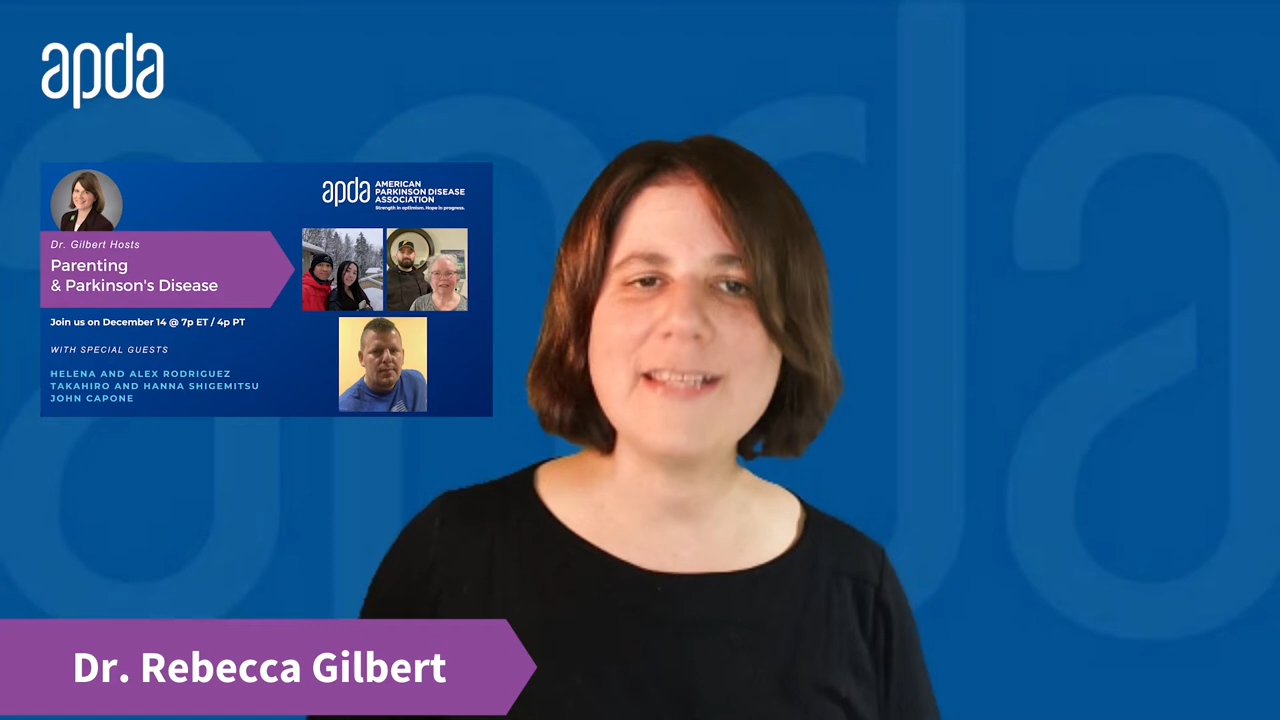 apda
apda AMERICAN
PARKINSON DISEASE
ASSOCIATION
Strength in optimism. Hope in progress.
Dr. Gilbert Hosts
Parenting
& Parkinson's Disease
Join us on December 14 @ 7p ET / 4p PT
WITH SPECIAL GUESTS
HELENA AND ALEX RODRIGUEZ
TAKAHIRO AND HANNA SHIGEMITSU
JOHN CAPONE
Dr. Rebecca Gilbert